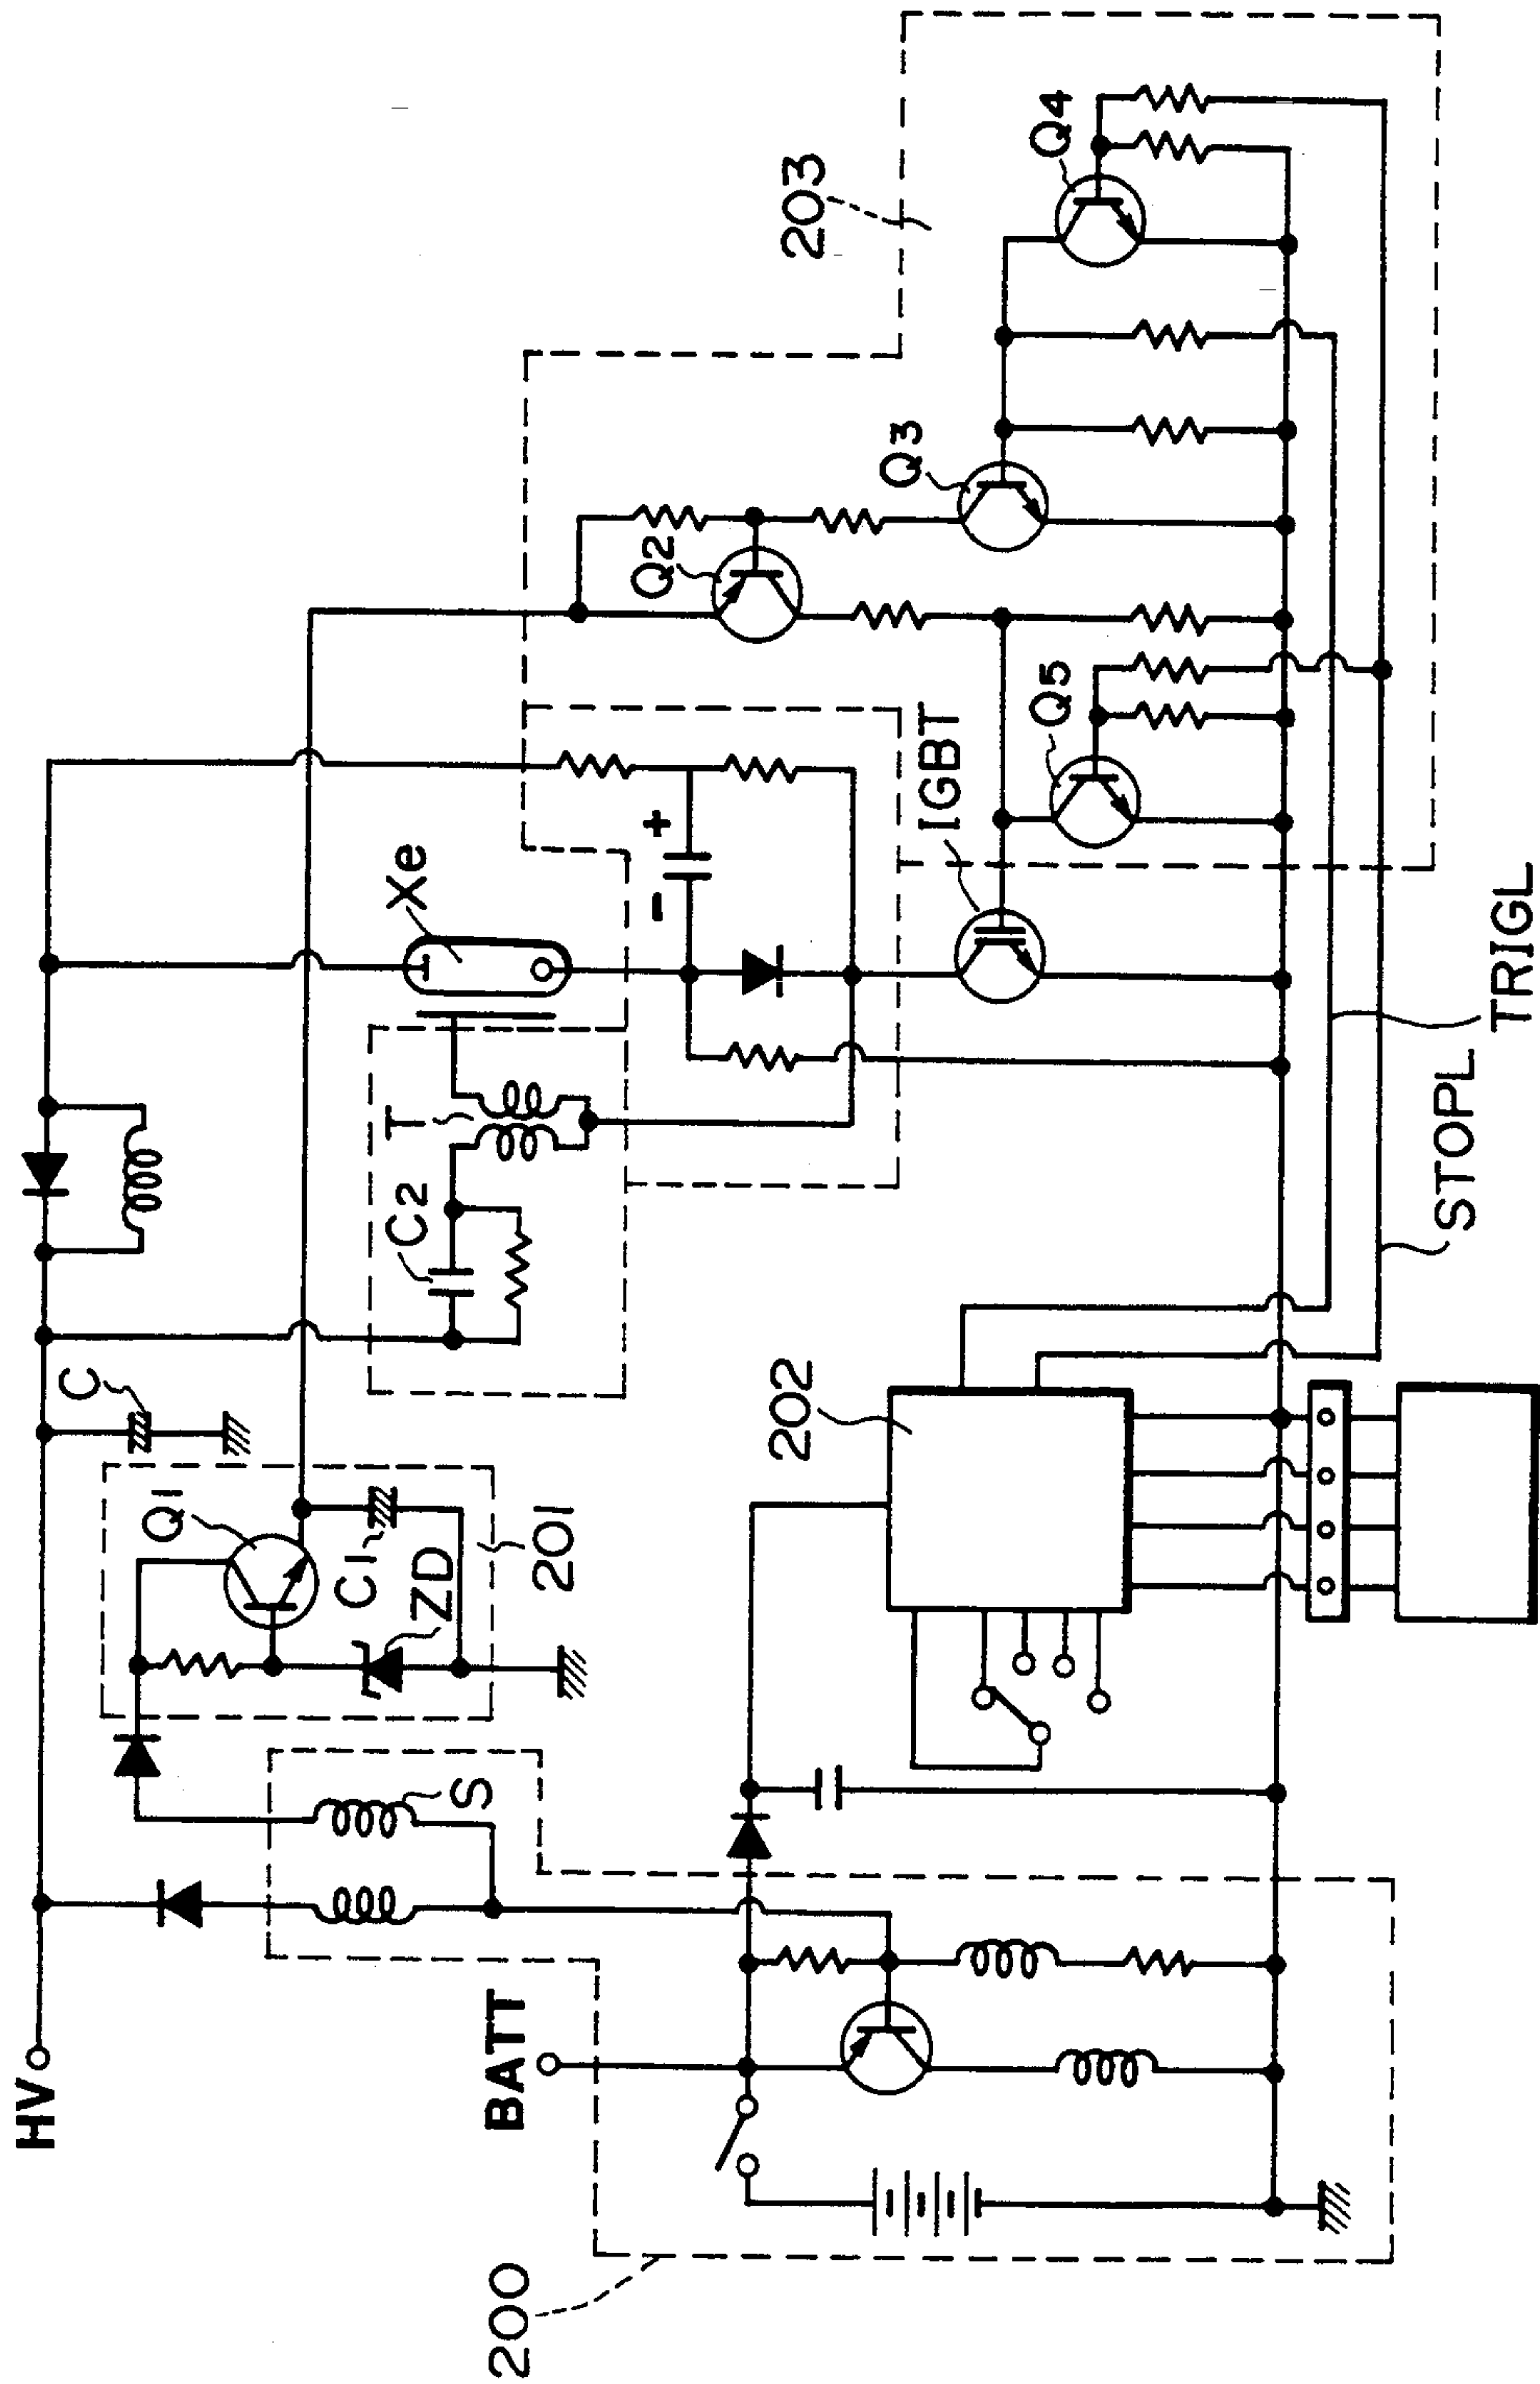 HV
200
BATT
S
Q1
C1
ZD
201
C
202
C2
T
Xe
+
-
IGBT
Q5
Q2
Q3
Q4
203
STOPL
TRIGL